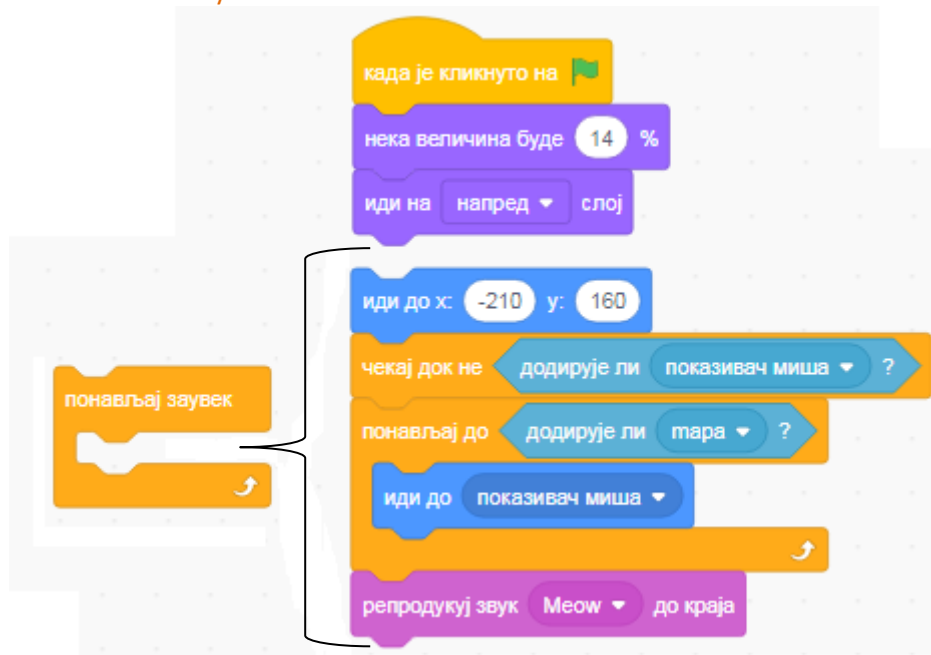 када је кликнуто на
нека величина буде 14 %
иди на напред слој
иди до x: -210 y: 160
чекај док не додирује ли показивач миша ?
понављај заувек
понављај до додирује ли mapa ?
иди до показивач миша
репродукуј звук Meow до краја